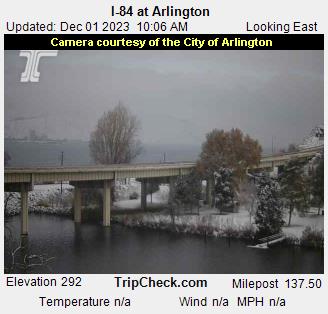 I-84 at Arlington
Updated: Dec 01 2023 10:06 AM Looking East
Camera courtesy of the City of Arlington
Elevation 292 TripCheck.com Milepost 137.50
Temperature n/a Wind n/a MPH n/a